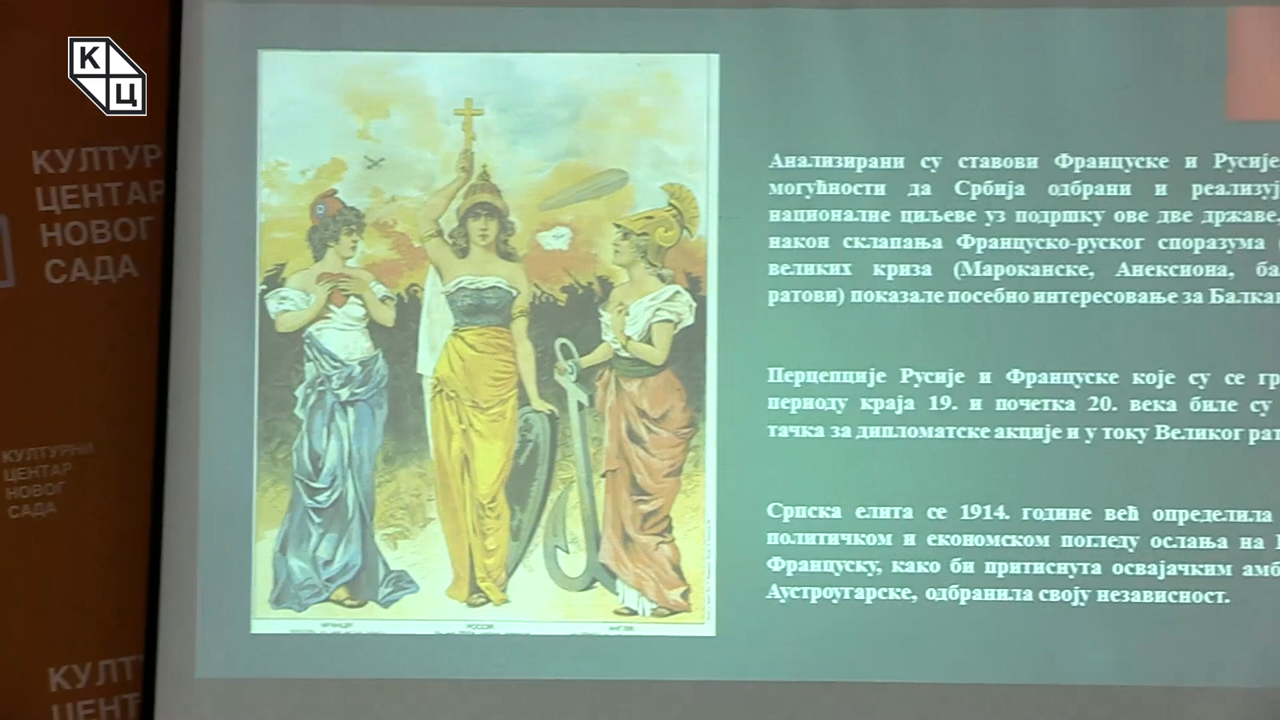 К
Ц
КУЛТУР
ЦЕНТАР
НОВОГ
САДА
КУЛТУРНИ
ЦЕНТАР
НОВОГ
САДА
КУЛТ
ЦЕНТ
Анализирани су ставови Француске и Русије
могућности да Србија одбрани и реализуј
националне циљеве уз подршку ове две државе,
након склапања Француско-руског споразума
великих криза (Мароканске, Анексиона, ба
ратови) показале посебно интересовање за Балка
Перцепције Русије и Француске које су се гр
периоду краја 19. и почетка 20. века биле су
тачка за дипломатске акције и у току Великог рат
Српска елита се 1914. године већ определила
политичком и економском погледу ослања на
Француску, како би притиснута освајачким амб
Аустроугарске, одбранила своју независност.